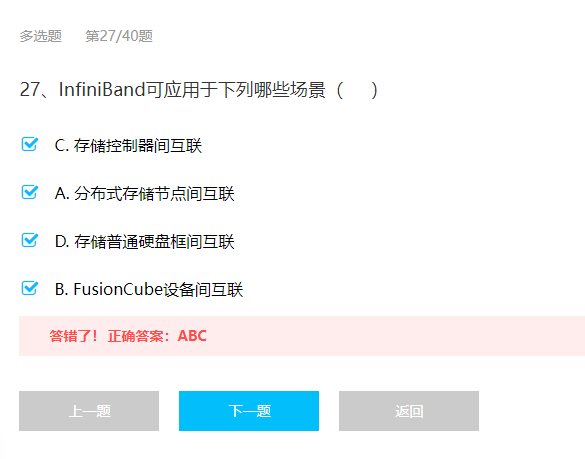 多选题 第27/40题
27、InfiniBand可应用于下列哪些场景（ ）
C. 存储控制器间互联
A. 分布式存储节点间互联
D. 存储普通硬盘框间互联
B. FusionCube设备间互联
答错了！正确答案：ABC
上一题 下一题 返回